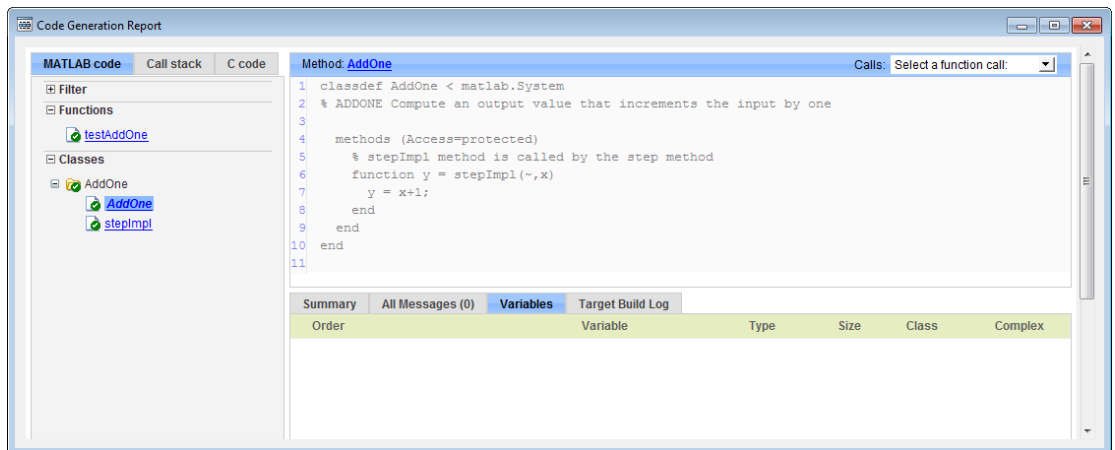 Code Generation Report
MATLAB code Call stack C code
Filter
Functions
testAddOne
Classes
AddOne
AddOne
stepImpl
Method: AddOne Calls: Select a function call:
1 classdef AddOne < matlab.System
2 % ADDONE Compute an output value that increments the input by one
3
4 methods (Access=protected)
5 % stepImpl method is called by the step method
6 function y = stepImpl(~,x)
7 y = x+1;
8 end
9 end
10 end
11
Summary All Messages (0) Variables Target Build Log
Order Variable Type Size Class Complex